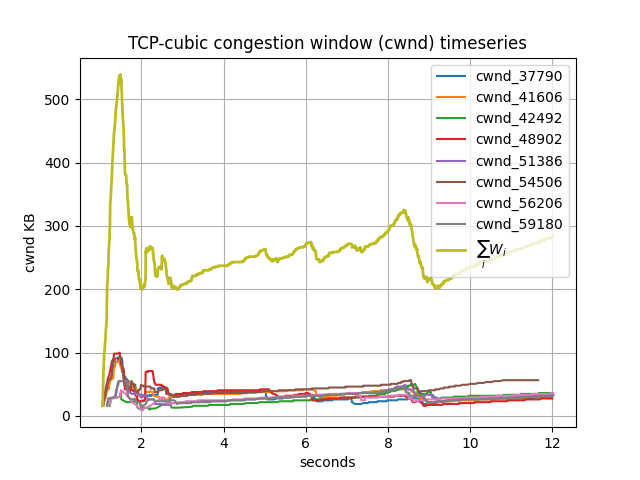 TCP-cubic congestion window (cwnd) timeseries
cwnd KB
500
400
300
200
100
0
cwnd_37790
cwnd_41606
cwnd_42492
cwnd_48902
cwnd_51386
cwnd_54506
cwnd_56206
cwnd_59180
∑ W i
i
2 4 6 8 10 12
seconds